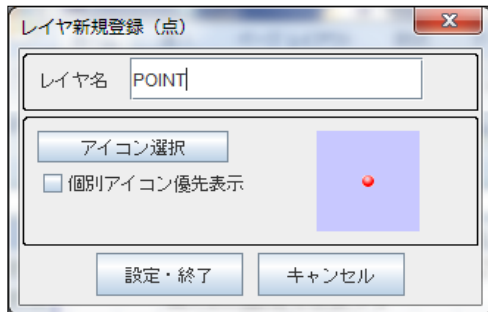 レイヤ新規登録（点）
レイヤ名 POINT
アイコン選択
個別アイコン優先表示
設定・終了 キャンセル